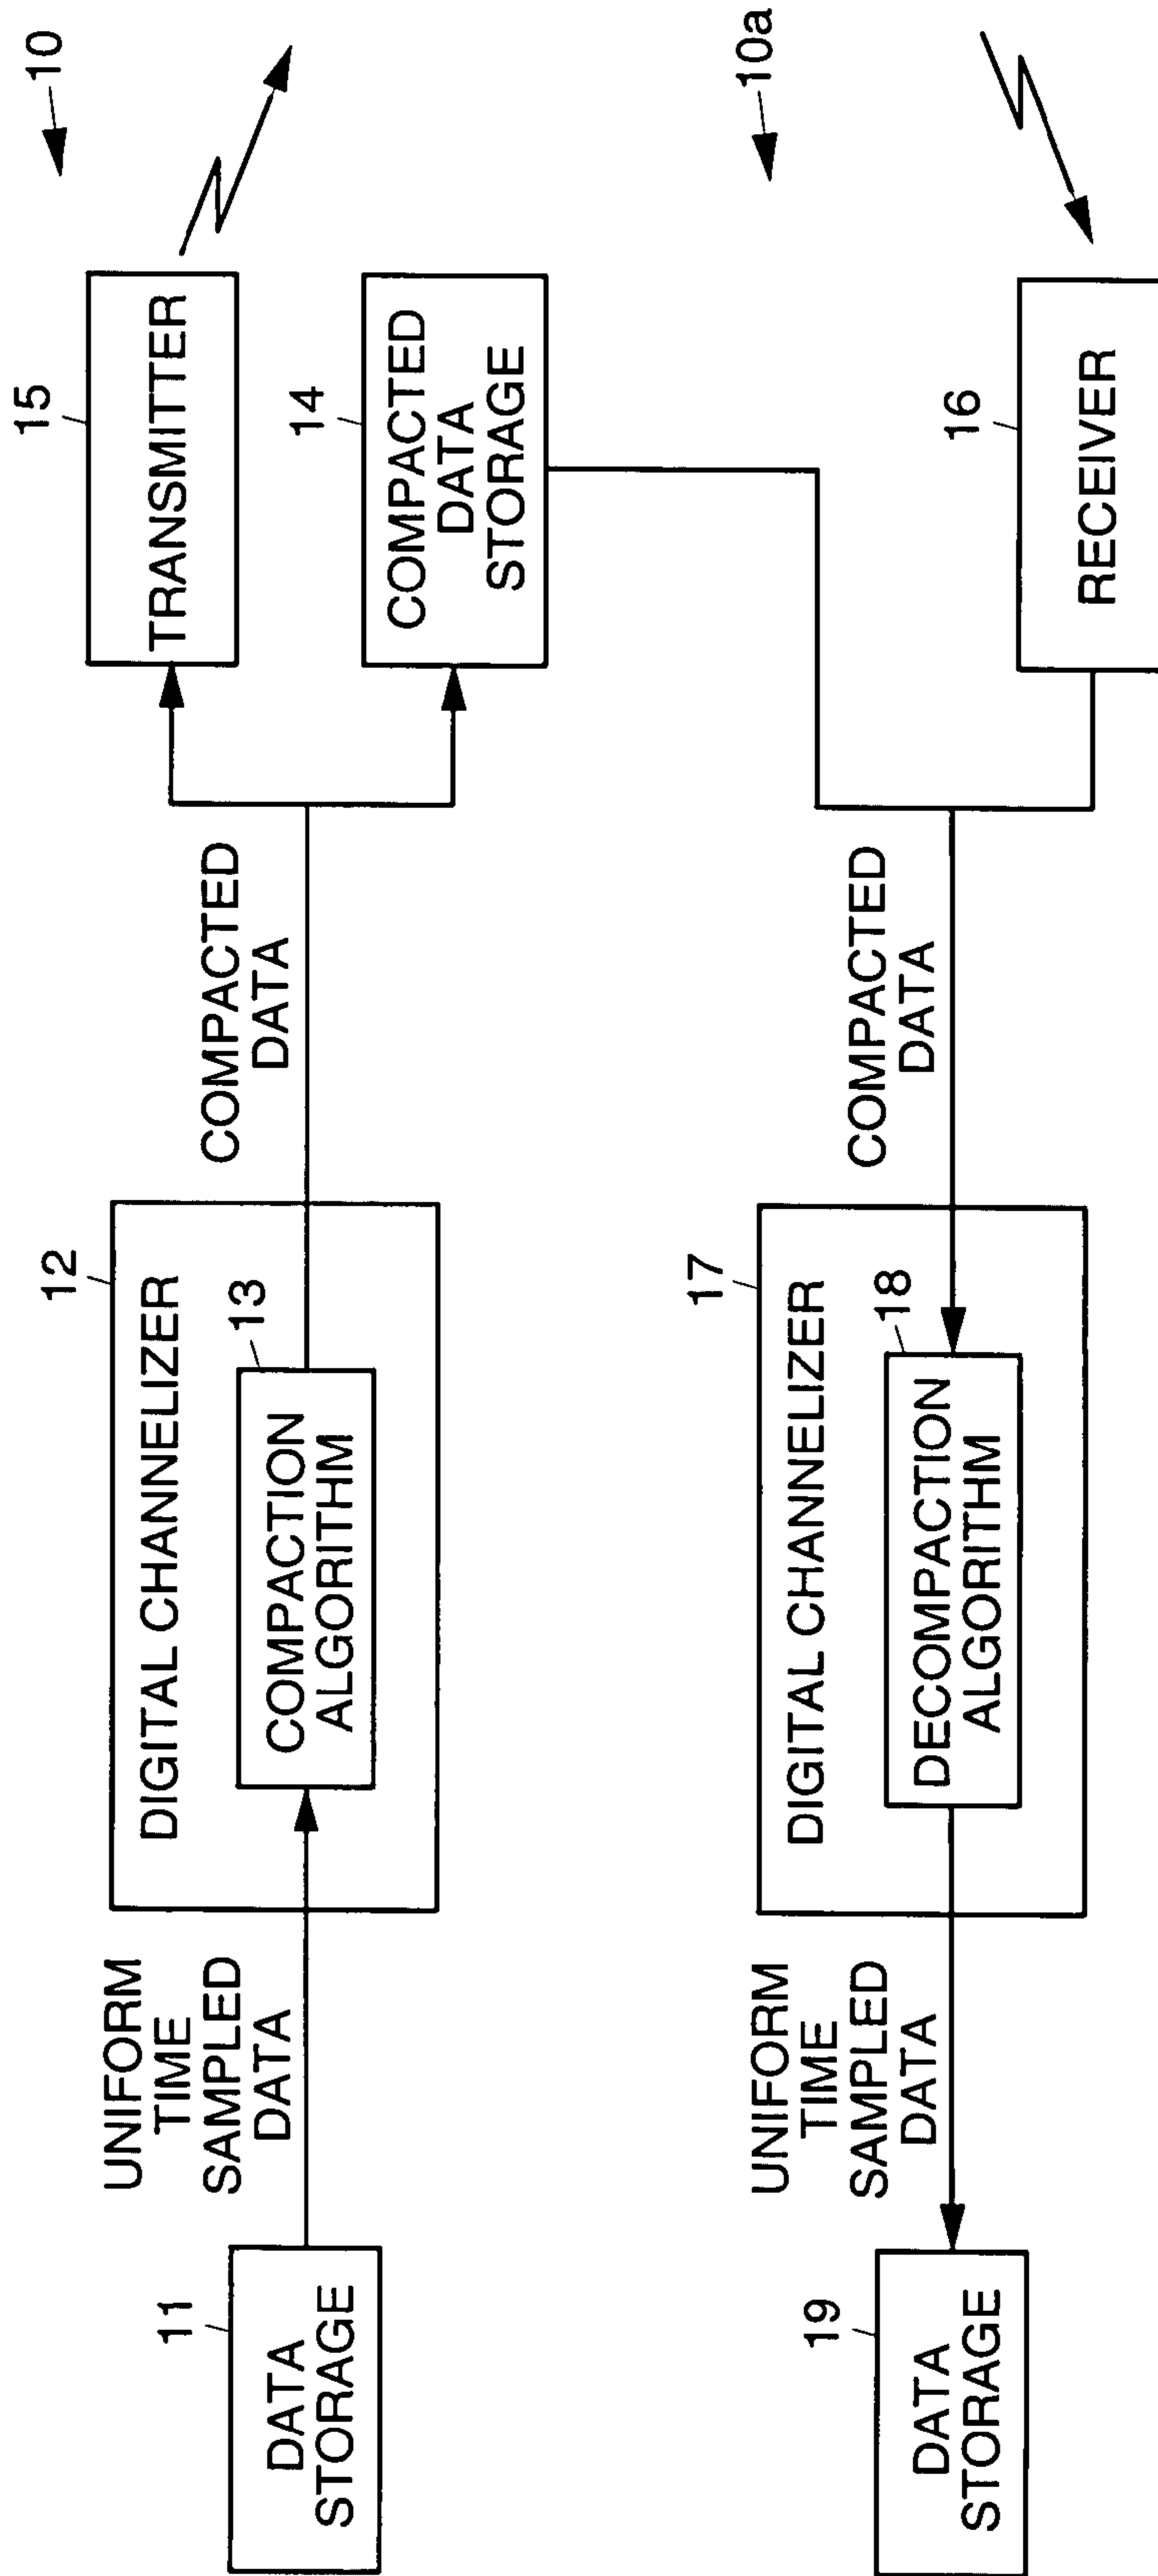 10
11
DATA
STORAGE
UNIFORM
TIME
SAMPLED
DATA
12
DIGITAL CHANNELIZER
13
COMPACTION
ALGORITHM
COMPACTED
DATA
15
TRANSMITTER
14
COMPACTED
DATA
STORAGE
10a
19
DATA
STORAGE
UNIFORM
TIME
SAMPLED
DATA
17
DIGITAL CHANNELIZER
18
DECOMPACTION
ALGORITHM
COMPACTED
DATA
16
RECEIVER